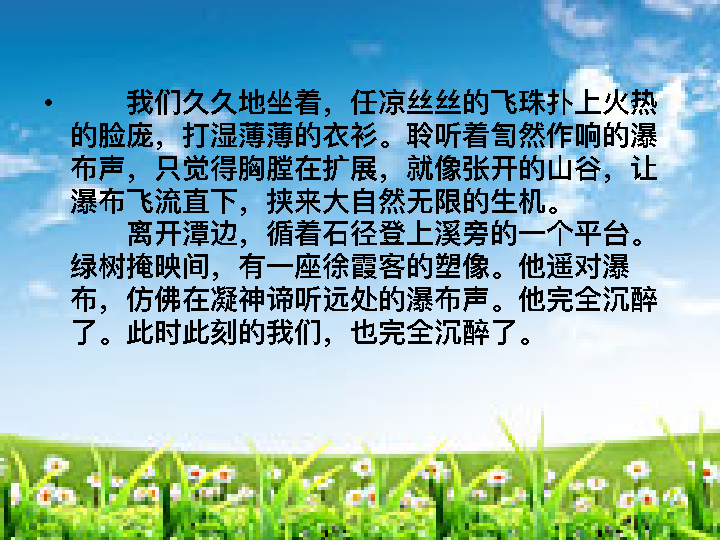 • 我们久久地坐着，任凉丝丝的飞珠扑上火热
的脸庞，打湿薄薄的衣衫。聆听着訇然作响的瀑
布声，只觉得胸膛在扩展，就像张开的山谷，让
瀑布飞流直下，挟来大自然无限的生机。
离开潭边，循着石径登上溪旁的一个平台。
绿树掩映间，有一座徐霞客的塑像。他遥对瀑
布，仿佛在凝神谛听远处的瀑布声。他完全沉醉
了。此时此刻的我们，也完全沉醉了。